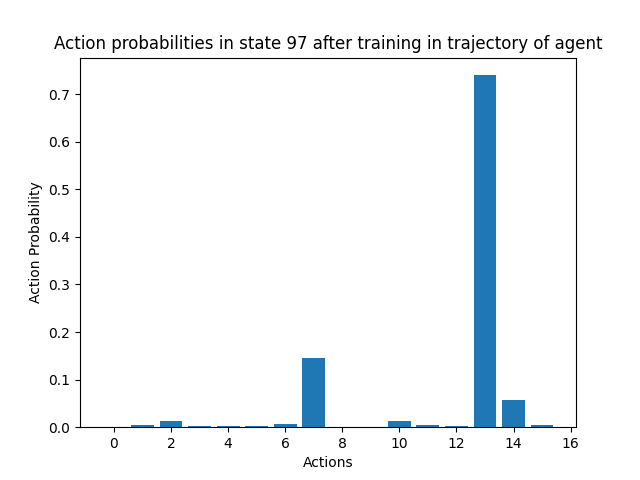 Action probabilities in state 97 after training in trajectory of agent
0.7
0.6
0.5
0.4
0.3
0.2
0.1
0.0
Action Probability
0 2 4 6 8 10 12 14 16
Actions